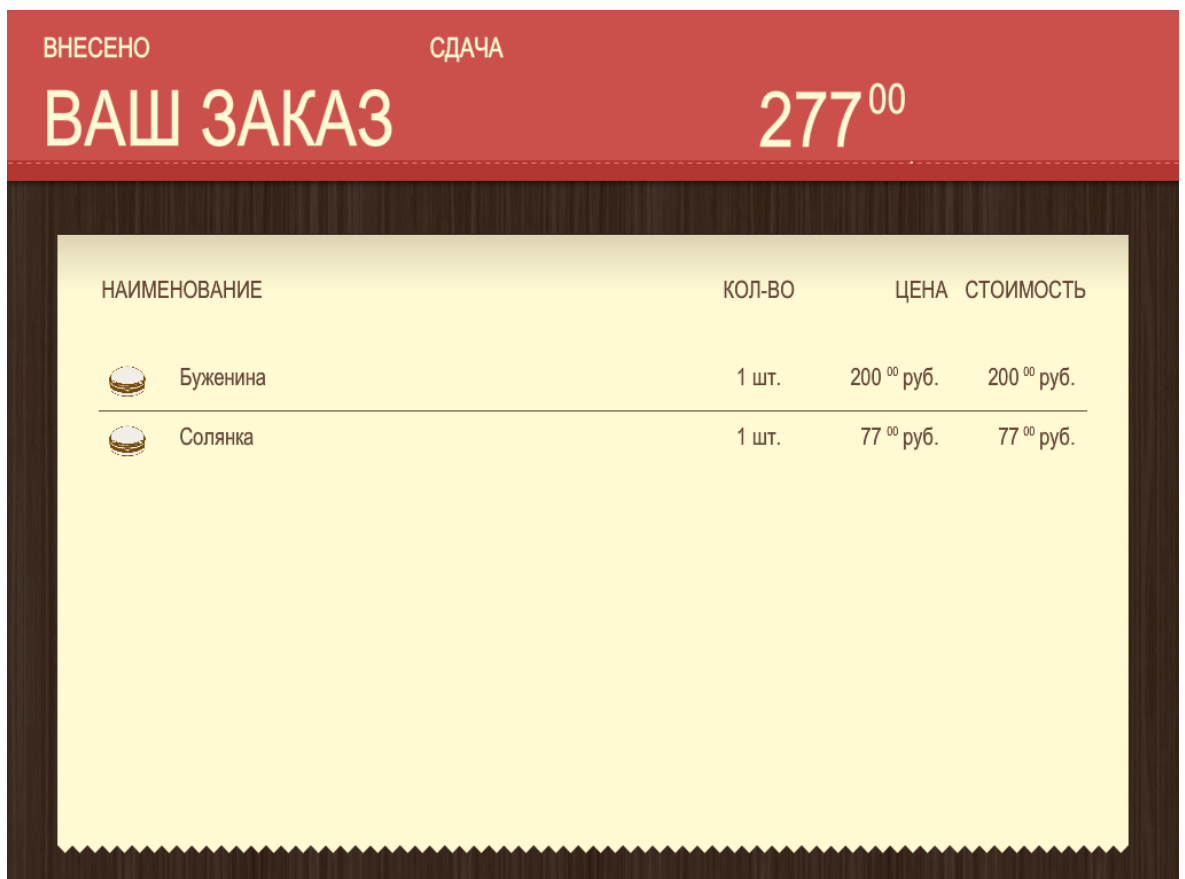 ВНЕСЕНО СДАЧА
ВАШ ЗАКАЗ 277 00
НАИМЕНОВАНИЕ КОЛ-ВО ЦЕНА СТОИМОСТЬ
Буженина 1 шт. 200 00 руб. 200 00 руб.
Солянка 1 шт. 77 00 руб. 77 00 руб.